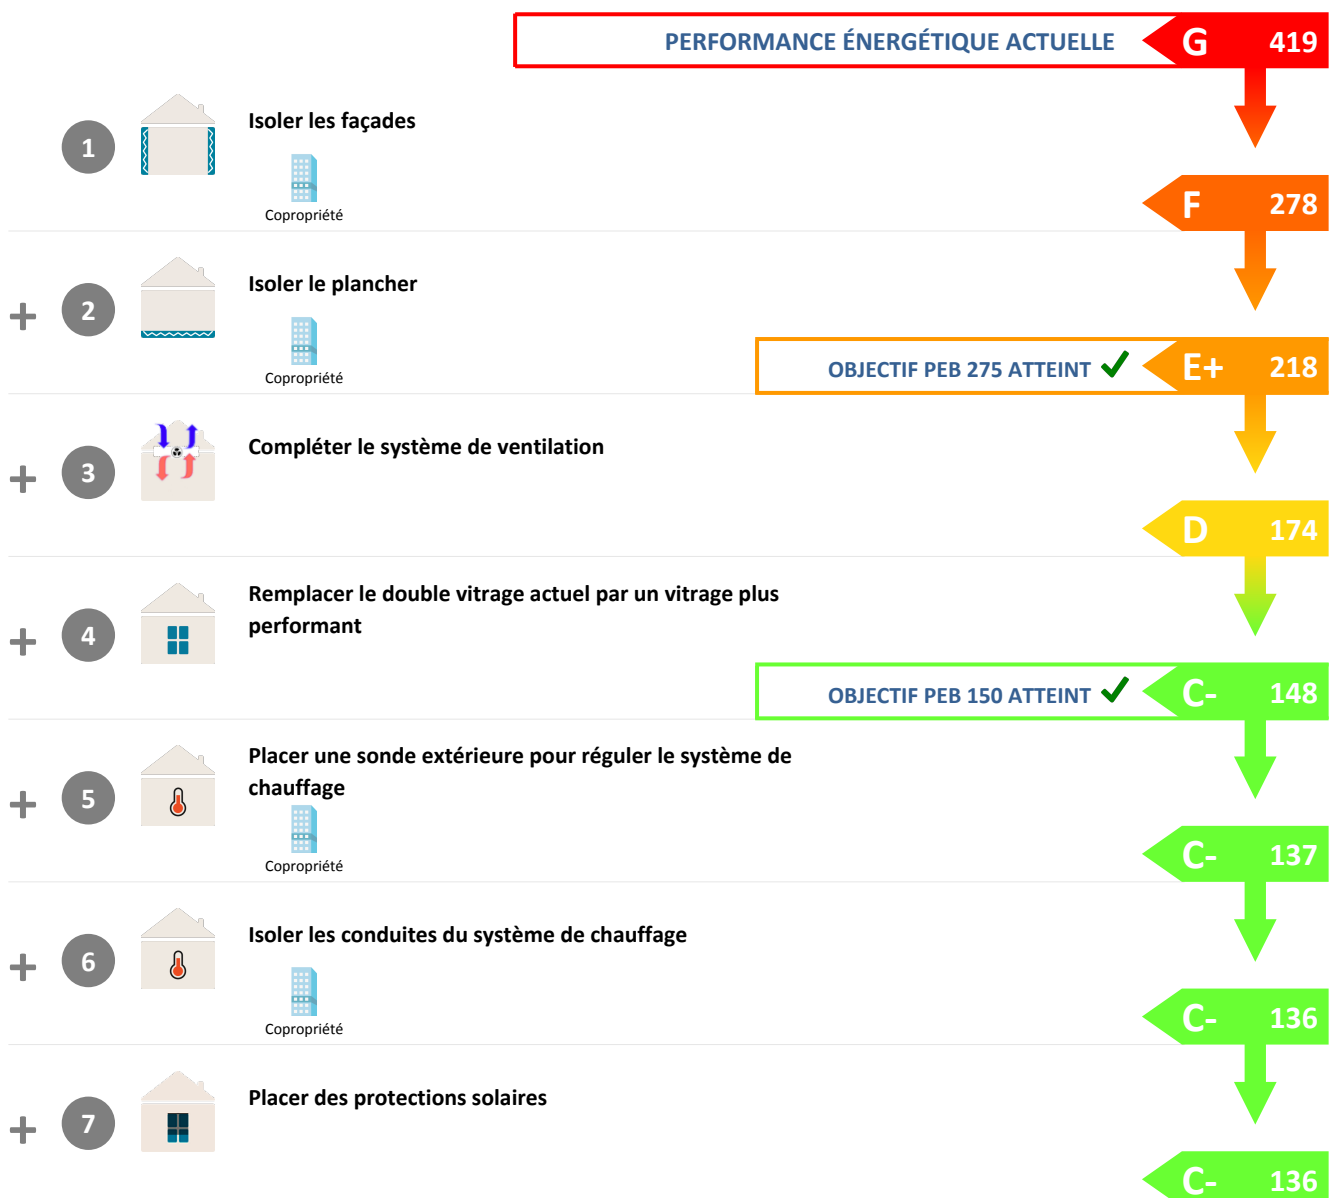 PERFORMANCE ÉNERGÉTIQUE ACTUELLE G 419
1 Isoler les façades
Copropriété
F 278
+ 2 Isoler le plancher
Copropriété
OBJECTIF PEB 275 ATTEINT E+ 218
+ 3 Compléter le système de ventilation
D 174
+ 4 Remplacer le double vitrage actuel par un vitrage plus
performant
OBJECTIF PEB 150 ATTEINT C- 148
+ 5 Placer une sonde extérieure pour réguler le système de
chauffage
Copropriété
C- 137
+ 6 Isoler les conduites du système de chauffage
Copropriété
C- 136
+ 7 Placer des protections solaires
C- 136